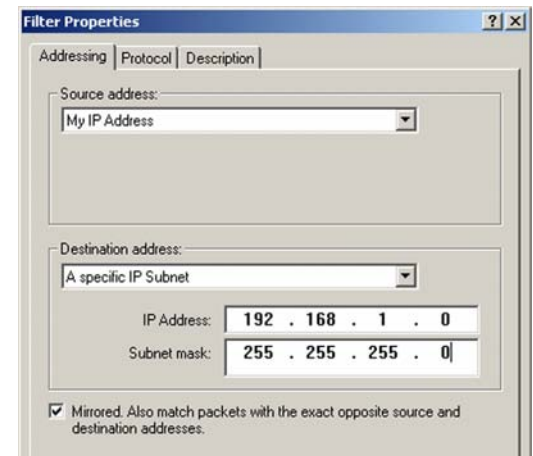 Filter Properties
Addressing Protocol Description
Source address:
My IP Address
Destination address:
A specific IP Subnet
IP Address: 192 . 168 . 1 . 0
Subnet mask: 255 . 255 . 255 . 0
Mirrored. Also match packets with the exact opposite source and
destination addresses.